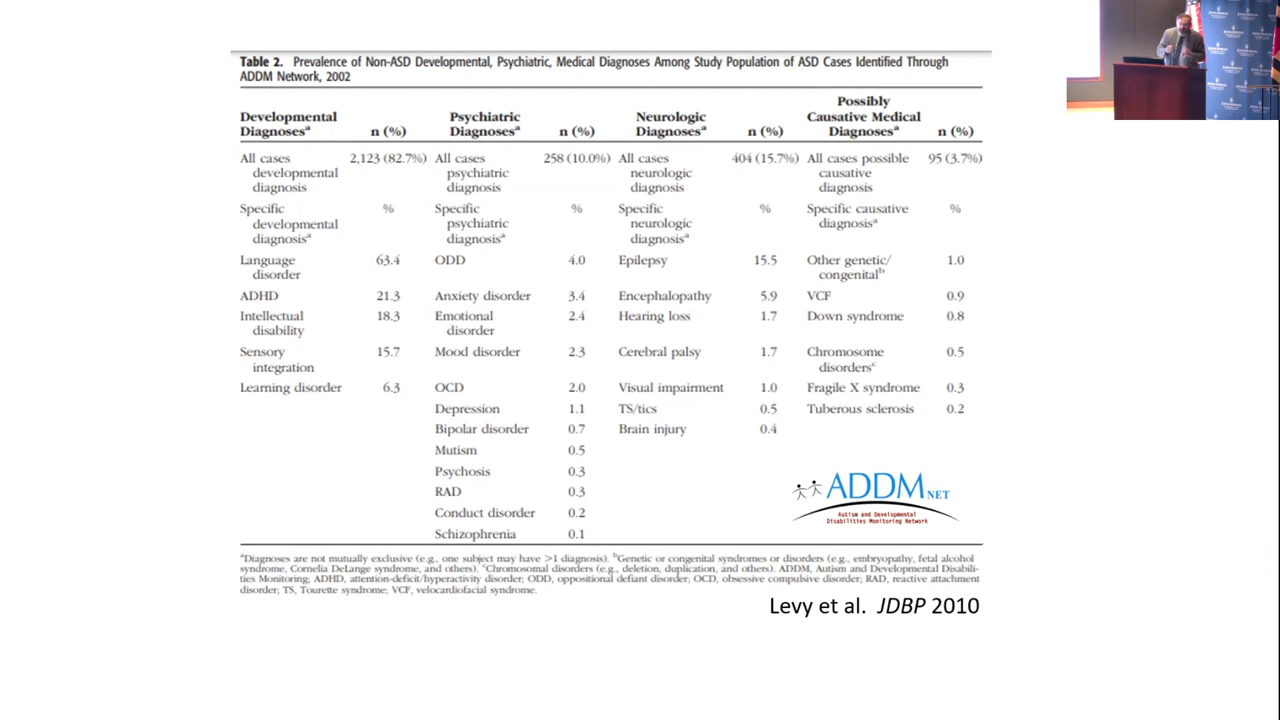 Table 2. Prevalence of Non-ASD Developmental, Psychiatric, Medical Diagnoses Among Study Population of ASD Cases Identified Through
ADDM Network, 2002
Developmental Diagnosesᵃ n (%) Psychiatric Diagnosesᵃ n (%) Neurologic Diagnosesᵃ n (%) Possibly Causative Medical Diagnosesᵃ n (%)
All cases developmental diagnosis 2,123 (82.7%) All cases psychiatric diagnosis 258 (10.0%) All cases neurologic diagnosis 404 (15.7%) All cases possible causative diagnosis 95 (3.7%)
Specific developmental diagnosisᵃ % Specific psychiatric diagnosisᵃ % Specific neurologic diagnosisᵃ % Specific causative diagnosisᵃ %
Language disorder 63.4 ODD 4.0 Epilepsy 15.5 Other genetic/ congenitalᵇ 1.0
ADHD 21.3 Anxiety disorder 3.4 Encephalopathy 5.9 VCF 0.9
Intellectual disability 18.3 Emotional disorder 2.4 Hearing loss 1.7 Down syndrome 0.8
Sensory integration 15.7 Mood disorder 2.3 Cerebral palsy 1.7 Chromosome disordersᶜ 0.5
Learning disorder 6.3 OCD 2.0 Visual impairment 1.0 Fragile X syndrome 0.3
Depression 1.1 TS/tics 0.5 Tuberous sclerosis 0.2
Bipolar disorder 0.7 Brain injury 0.4
Mutism 0.5
Psychosis 0.3
RAD 0.3
Conduct disorder 0.2
Schizophrenia 0.1
ADDM NET
Autism and Developmental
Disabilities Monitoring Network
ᵃDiagnoses are not mutually exclusive (e.g., one subject may have >1 diagnosis). ᵇGenetic or congenital syndromes or disorders (e.g., embryopathy, fetal alcohol
syndrome, Cornelia DeLange syndrome, and others). ᶜChromosomal disorders (e.g., deletion, duplication, and others). ADDM, Autism and Developmental Disabili-
ties Monitoring; ADHD, attention-deficit/hyperactivity disorder; ODD, oppositional defiant disorder; OCD, obsessive compulsive disorder; RAD, reactive attachment
disorder; TS, Tourette syndrome; VCF, velocardiofacial syndrome.
Levy et al. JDBP 2010